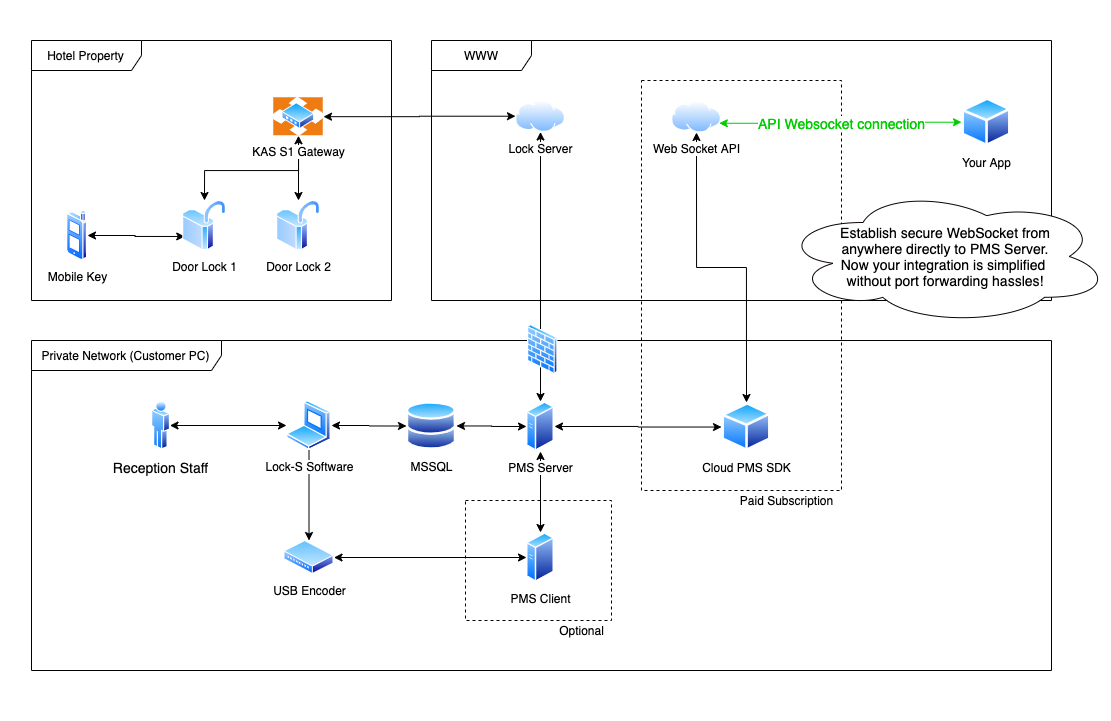 Hotel Property
WWW
KAS S1 Gateway
Lock Server
Web Socket API
API Websocket connection
Your App
Mobile Key
Door Lock 1
Door Lock 2
Establish secure WebSocket from
anywhere directly to PMS Server.
Now your integration is simplified
without port forwarding hassles!
Private Network (Customer PC)
Reception Staff
Lock-S Software
MSSQL
PMS Server
Cloud PMS SDK
Paid Subscription
USB Encoder
PMS Client
Optional